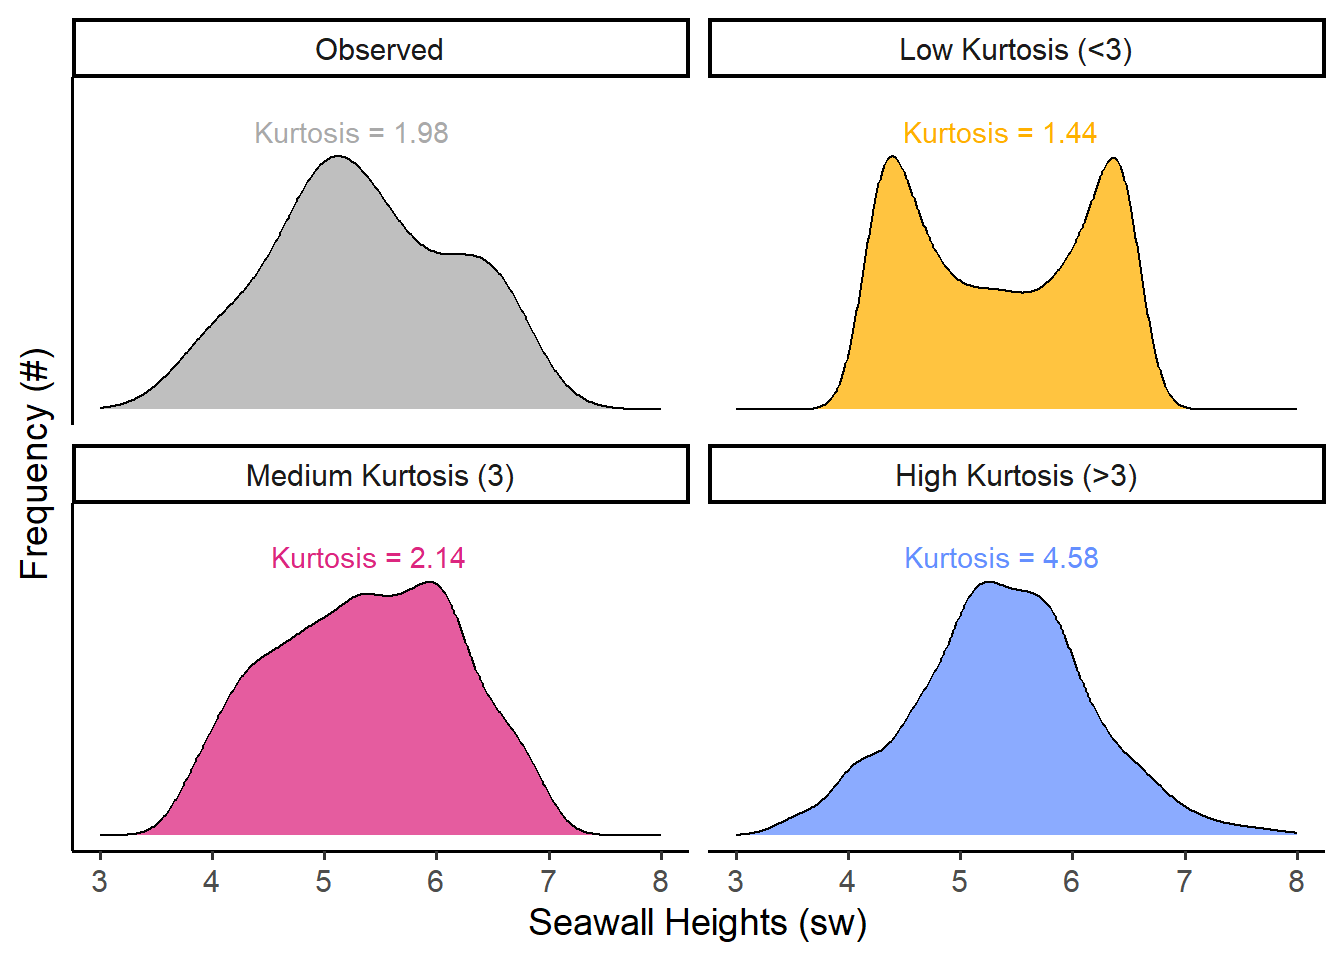 Observed
Low Kurtosis (<3)
Kurtosis = 1.98
Kurtosis = 1.44
Frequency (#)
Medium Kurtosis (3)
High Kurtosis (>3)
Kurtosis = 2.14
Kurtosis = 4.58
3 4 5 6 7 8
3 4 5 6 7 8
Seawall Heights (sw)